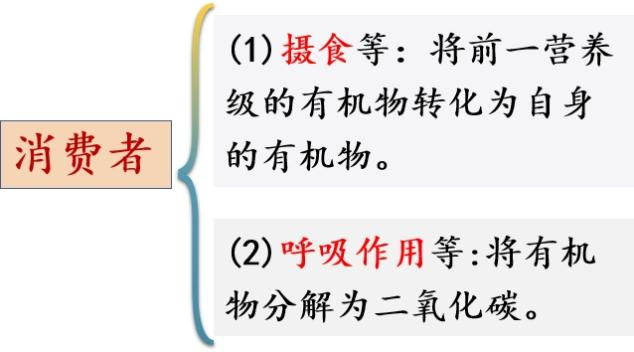 消费者
(1)摄食等：将前一营养
级的有机物转化为自身
的有机物。
(2)呼吸作用等:将有机
物分解为二氧化碳。